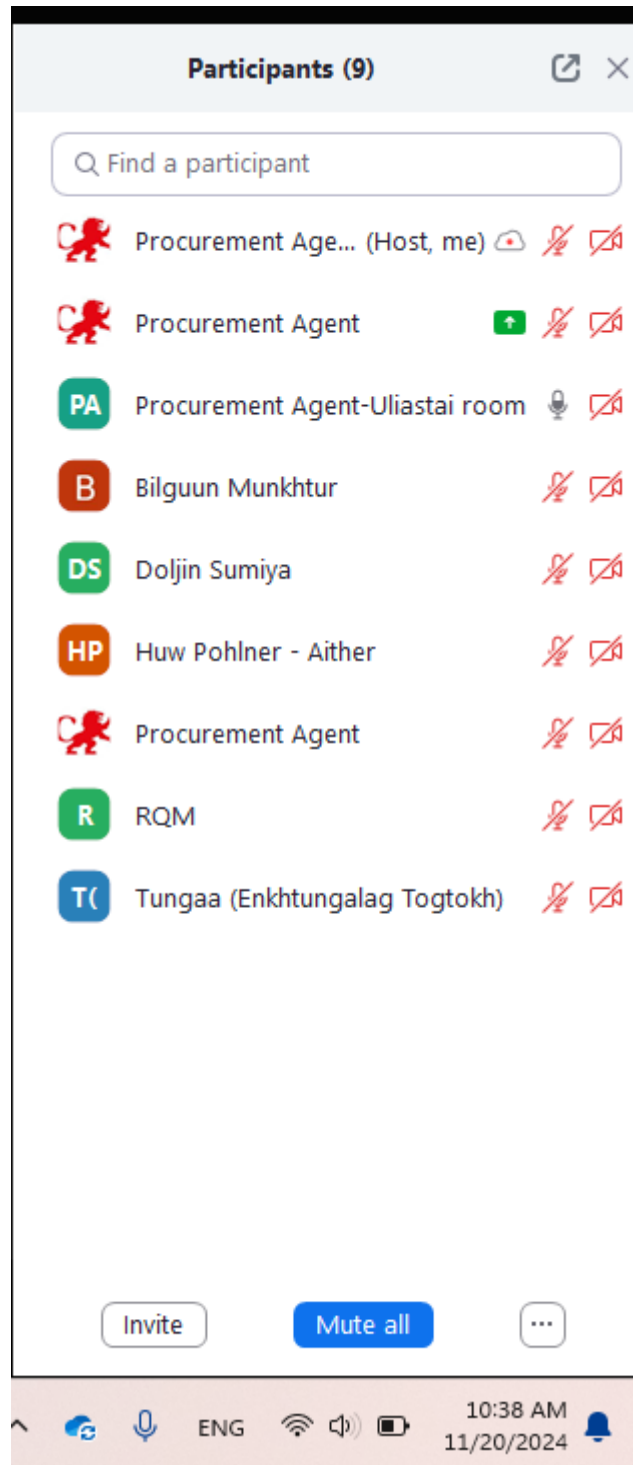 Participants (9)
Find a participant
Procurement Age... (Host, me)
Procurement Agent
PA Procurement Agent-Uliastai room
B Bilguun Munkhtur
DS Doljin Sumiya
HP Huw Pohlner - Aither
Procurement Agent
R RQM
T( Tungaa (Enkhtungalag Togtokh)
Invite Mute all ...
ENG 10:38 AM
11/20/2024